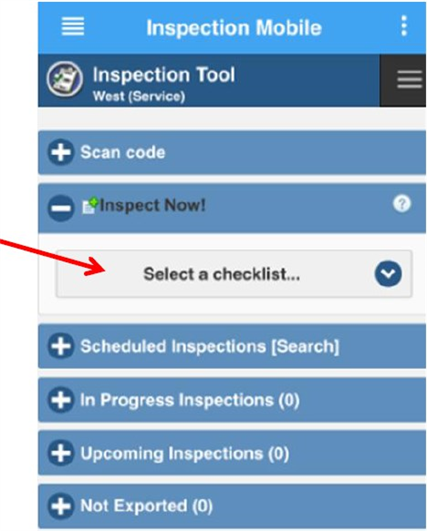 Inspection Mobile
Inspection Tool
West (Service)
Scan code
Inspect Now!
?
Select a checklist...
Scheduled Inspections [Search]
In Progress Inspections (0)
Upcoming Inspections (0)
Not Exported (0)